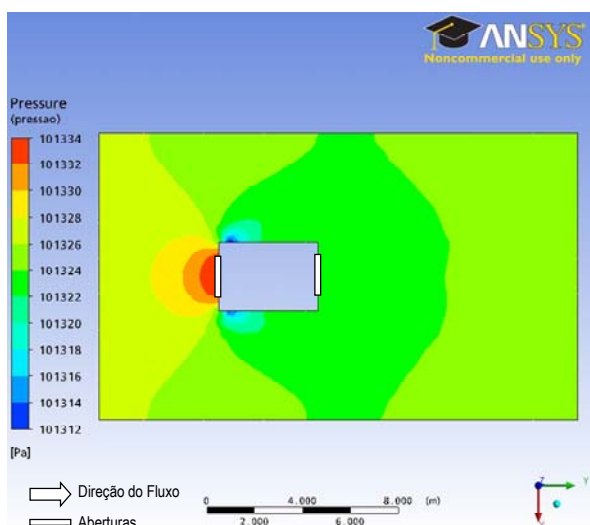 ANSYS
Noncommercial use only
Pressure
(pressao)
101334
101332
101330
101328
101326
101324
101322
101320
101318
101316
101314
101312
[Pa]
Direção do Fluxo
Aberturas
0 4.000 8.000 (m)
2.000 6.000
Z Y